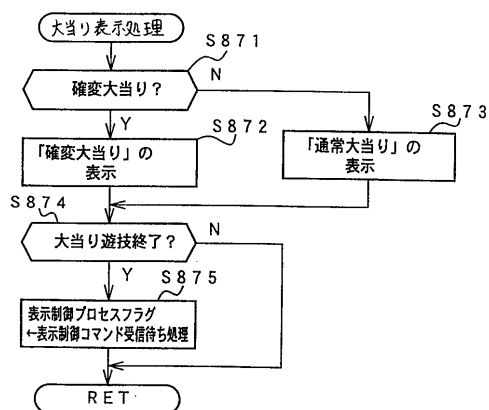 大当り表示処理
S871
確変大当り?
N
Y
S872
S873
「確変大当り」の
表示
「通常大当り」の
表示
S874
大当り遊技終了?
N
Y
S875
表示制御プロセスフラグ
←表示制御コマンド受信待ち処理
RET